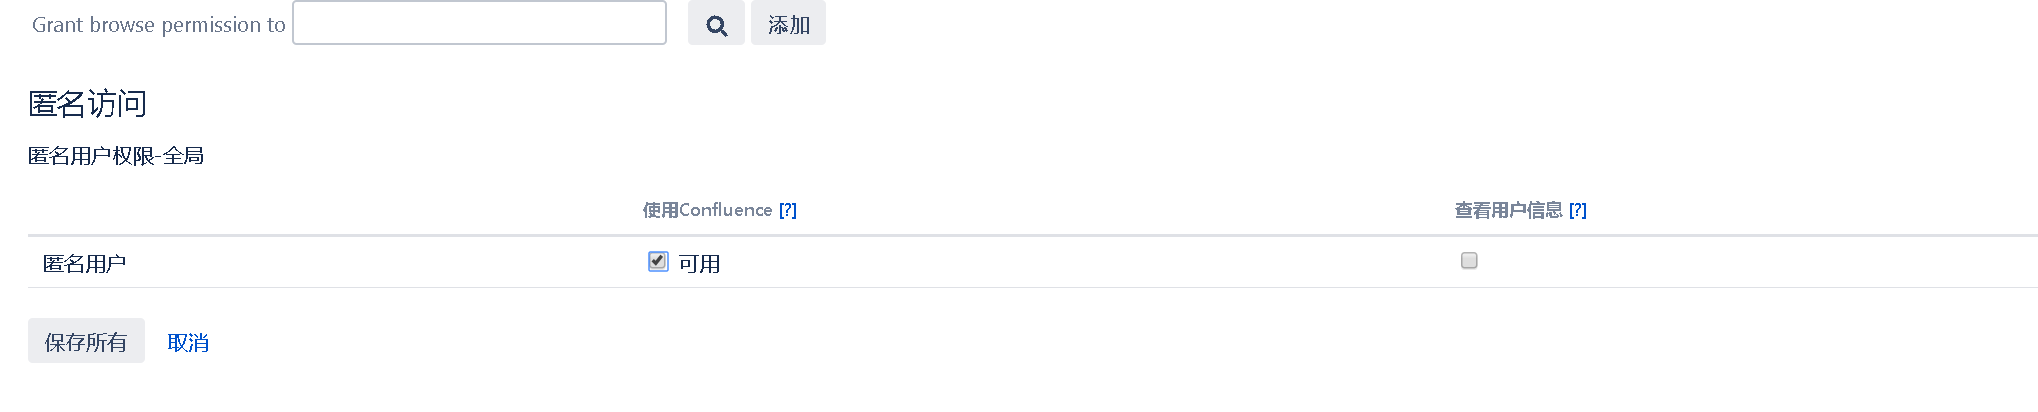 Grant browse permission to 添加
匿名访问
匿名用户权限-全局
使用Confluence [?] 查看用户信息 [?]
匿名用户 可用
保存所有 取消